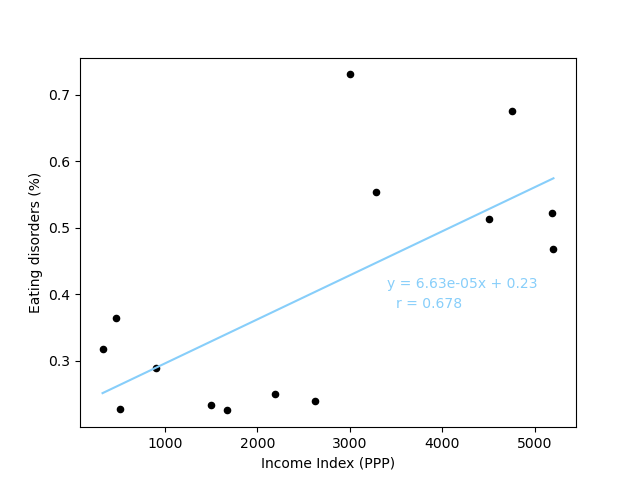 0.7
0.6
0.5
0.4
0.3
Eating disorders (%)
y = 6.63e-05x + 0.23
r = 0.678
1000 2000 3000 4000 5000
Income Index (PPP)